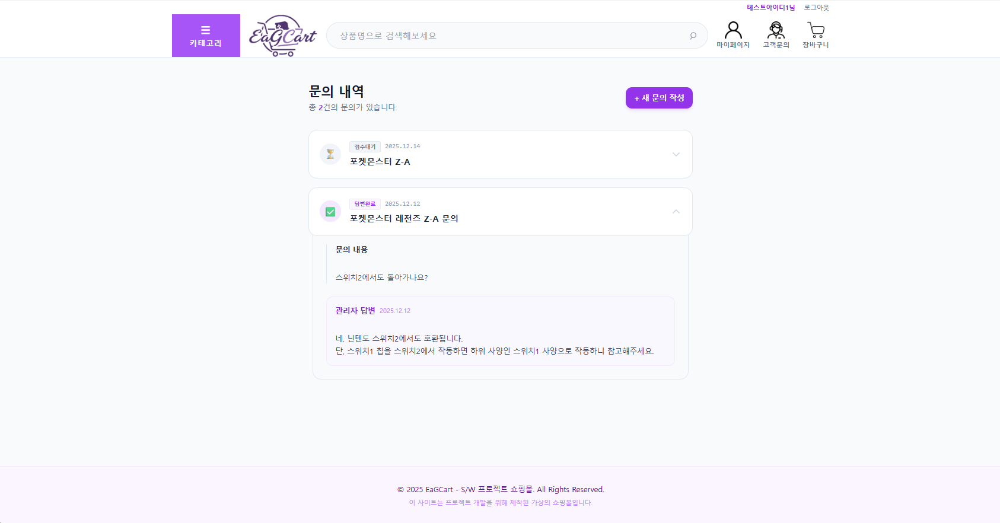 테스트아이디1님 로그아웃
카테고리
EaGCart
상품명으로 검색해보세요
마이페이지
고객문의
장바구니
문의 내역
총 2건의 문의가 있습니다.
+ 새 문의 작성
접수대기 2025.12.14
포켓몬스터 Z-A
답변완료 2025.12.12
포켓몬스터 레전즈 Z-A 문의
문의 내용
스위치2에서도 돌아가나요?
관리자 답변 2025.12.12
네. 닌텐도 스위치2에서도 호환됩니다.
단, 스위치1 칩을 스위치2에서 작동하면 하위 사양인 스위치1 사양으로 작동하니 참고해주세요.
© 2025 EaGCart - S/W 프로젝트 쇼핑몰. All Rights Reserved.
이 사이트는 프로젝트 개발을 위해 제작된 가상의 쇼핑몰입니다.